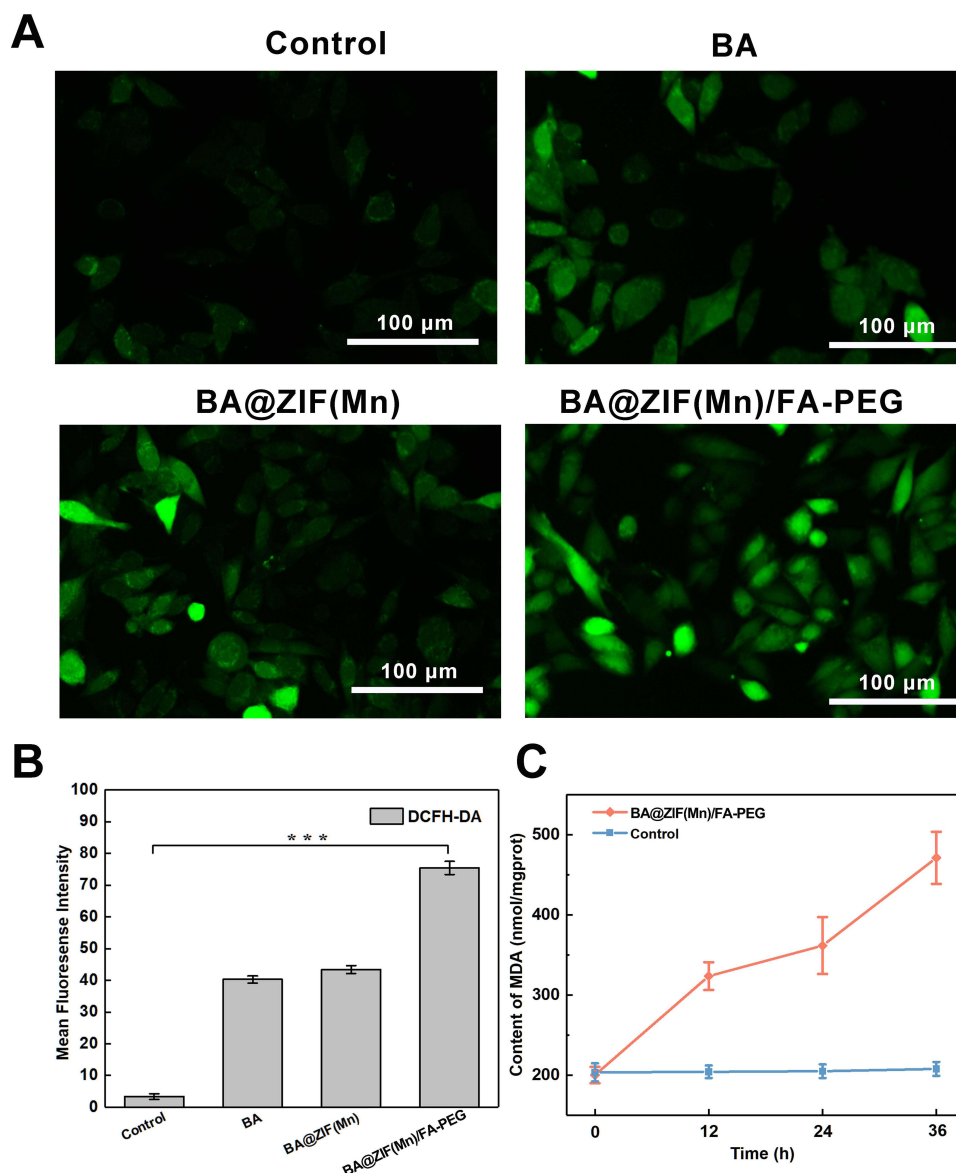 A
Control
BA
100 μm
100 μm
BA@ZIF(Mn)
BA@ZIF(Mn)/FA-PEG
100 μm
100 μm
B
Mean Fluoresense Intensity
100
90
80
70
60
50
40
30
20
10
0
DCFH-DA
***
Control
BA
BA@ZIF(Mn)
BA@ZIF(Mn)/FA-PEG
C
Content of MDA (nmol/mgprot)
500
400
300
200
BA@ZIF(Mn)/FA-PEG
Control
0
12
24
36
Time (h)